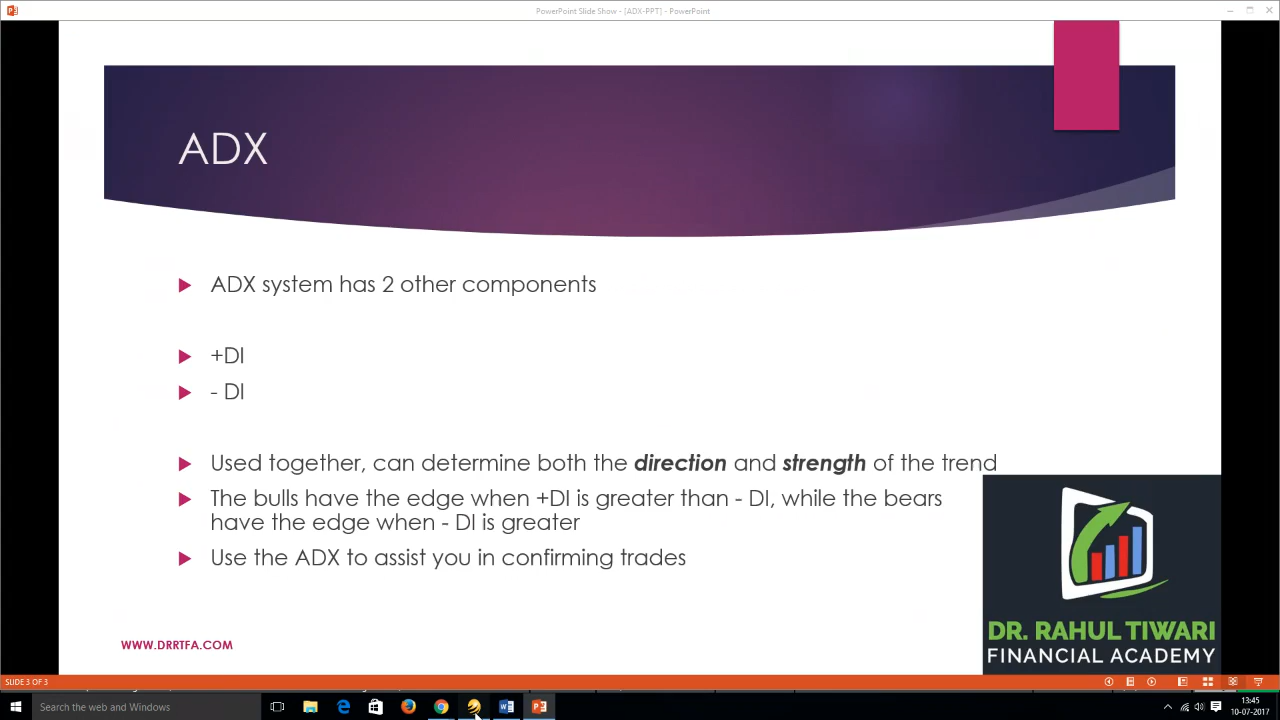 PowerPoint Slide Show - [ADX-PPT] - PowerPoint
ADX
ADX system has 2 other components
+DI
- DI
Used together, can determine both the direction and strength of the trend
The bulls have the edge when +DI is greater than - DI, while the bears
have the edge when - DI is greater
Use the ADX to assist you in confirming trades
DR. RAHUL TIWARI
FINANCIAL ACADEMY
WWW.DRRTFA.COM
SLIDE 3 OF 3
Search the web and Windows
13:45
10-07-2017